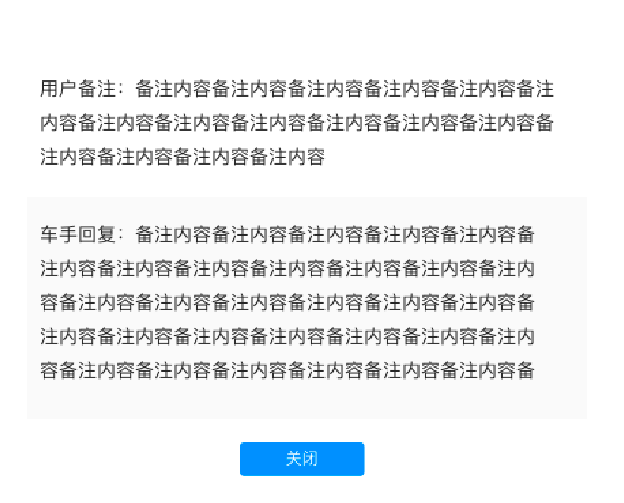 用户备注：备注内容备注内容备注内容备注内容备注内容备注
内容备注内容备注内容备注内容备注内容备注内容备注内容备
注内容备注内容备注内容备注内容
车手回复：备注内容备注内容备注内容备注内容备注内容备
注内容备注内容备注内容备注内容备注内容备注内容备注内
容备注内容备注内容备注内容备注内容备注内容备注内容备
注内容备注内容备注内容备注内容备注内容备注内容备注内
容备注内容备注内容备注内容备注内容备注内容备注内容备
关闭